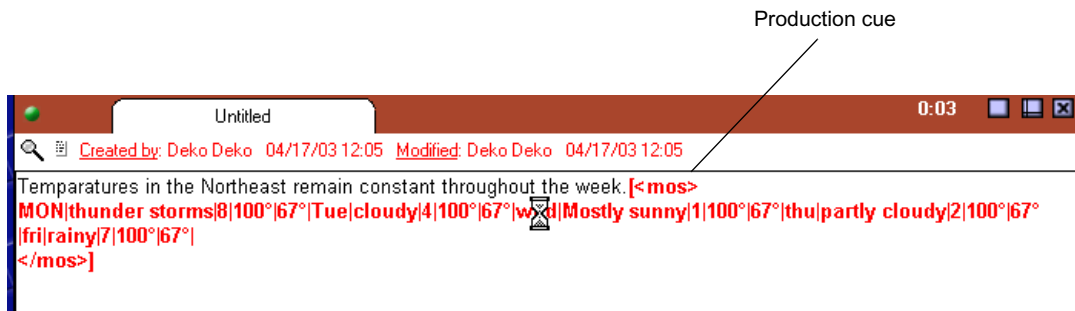 Production cue
Untitled
0:03
Created by: Deko Deko 04/17/03 12:05 Modified: Deko Deko 04/17/03 12:05
Temparatures in the Northeast remain constant throughout the week.[<mos>
MON|thunder storms|8|100°|67°|Tue|cloudy|4|100°|67°|wed|Mostly sunny|1|100°|67°|thu|partly cloudy|2|100°|67°
|fri|rainy|7|100°|67°|
</mos>]